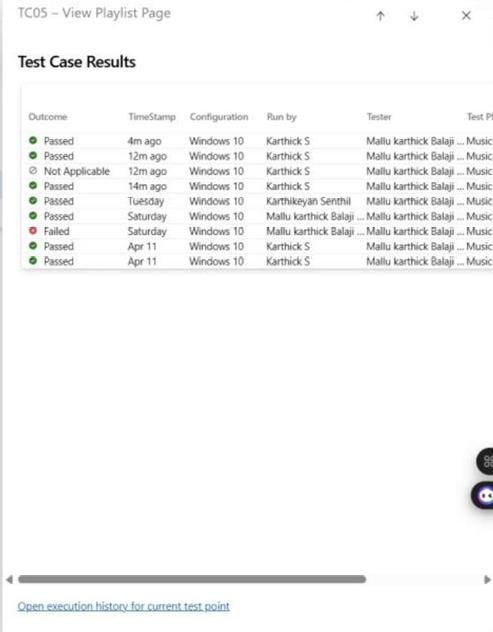 TC05 – View Playlist Page
Test Case Results
Outcome TimeStamp Configuration Run by Tester Test Pl
Passed 4m ago Windows 10 Karthick S Mallu karthick Balaji ... Music
Passed 12m ago Windows 10 Karthick S Mallu karthick Balaji ... Music
Not Applicable 12m ago Windows 10 Karthick S Mallu karthick Balaji ... Music
Passed 14m ago Windows 10 Karthick S Mallu karthick Balaji ... Music
Passed Tuesday Windows 10 Karthikeyan Senthil Mallu karthick Balaji ... Music
Passed Saturday Windows 10 Mallu karthick Balaji ... Mallu karthick Balaji ... Music
Failed Saturday Windows 10 Mallu karthick Balaji ... Mallu karthick Balaji ... Music
Passed Apr 11 Windows 10 Karthick S Mallu karthick Balaji ... Music
Passed Apr 11 Windows 10 Karthick S Mallu karthick Balaji ... Music
Open execution history for current test point